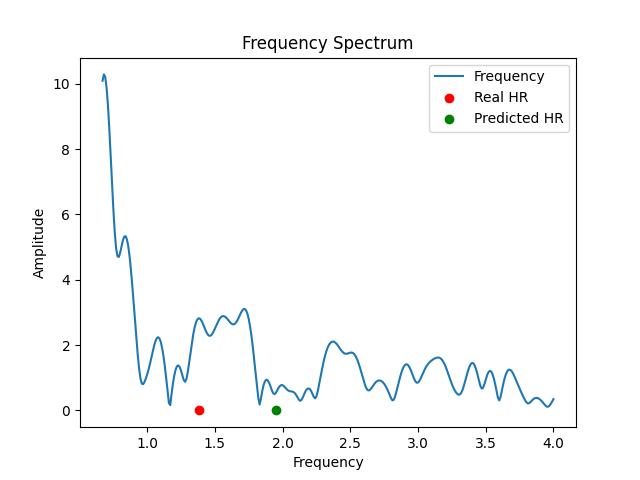 Frequency Spectrum
Frequency
Real HR
Predicted HR
Amplitude
10
8
6
4
2
0
1.0 1.5 2.0 2.5 3.0 3.5 4.0
Frequency